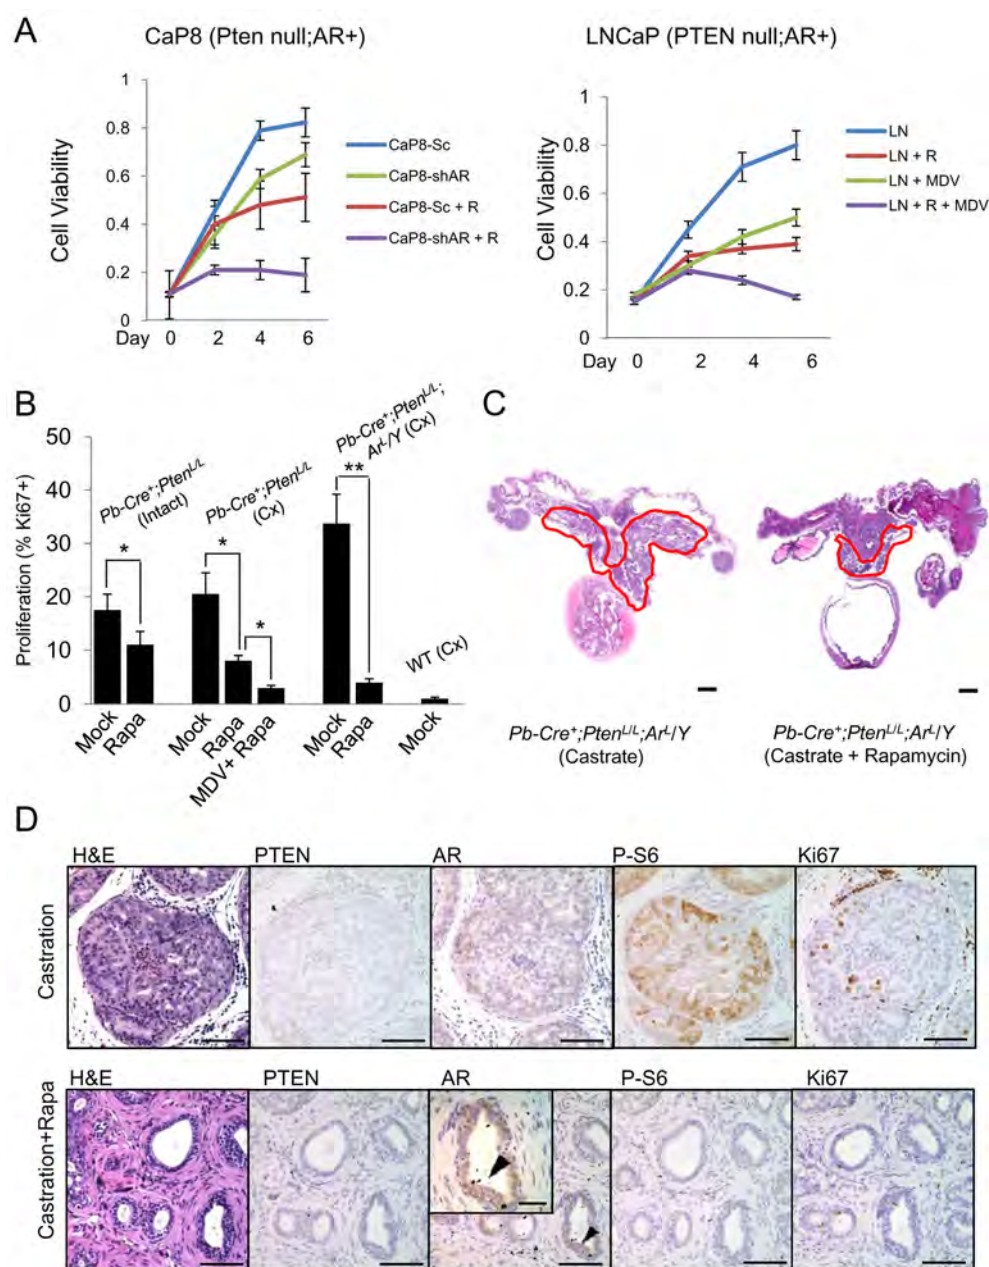 A
CaP8 (Pten null;AR+)
LNCaP (PTEN null;AR+)
Cell Viability
1
0.8
0.6
0.4
0.2
0
Day 0 2 4 6
CaP8-Sc
CaP8-shAR
CaP8-Sc + R
CaP8-shAR + R
Cell Viability
1
0.8
0.6
0.4
0.2
0
Day 0 2 4 6
LN
LN + R
LN + MDV
LN + R + MDV
B
Proliferation (% Ki67+)
50
40
30
20
10
0
Pb-Cre+;PtenL/L
(Intact)
*
Pb-Cre+;PtenL/L
(Cx)
*
*
Pb-Cre+;PtenL/L;
ArL/Y (Cx)
**
WT (Cx)
Mock
Rapa
Mock
Rapa
MDV+ Rapa
Mock
Rapa
Mock
C
Pb-Cre+;PtenL/L;ArL/Y
(Castrate)
Pb-Cre+;PtenL/L;ArL/Y
(Castrate + Rapamycin)
D
H&E PTEN AR P-S6 Ki67
Castration
H&E PTEN AR P-S6 Ki67
Castration+Rapa